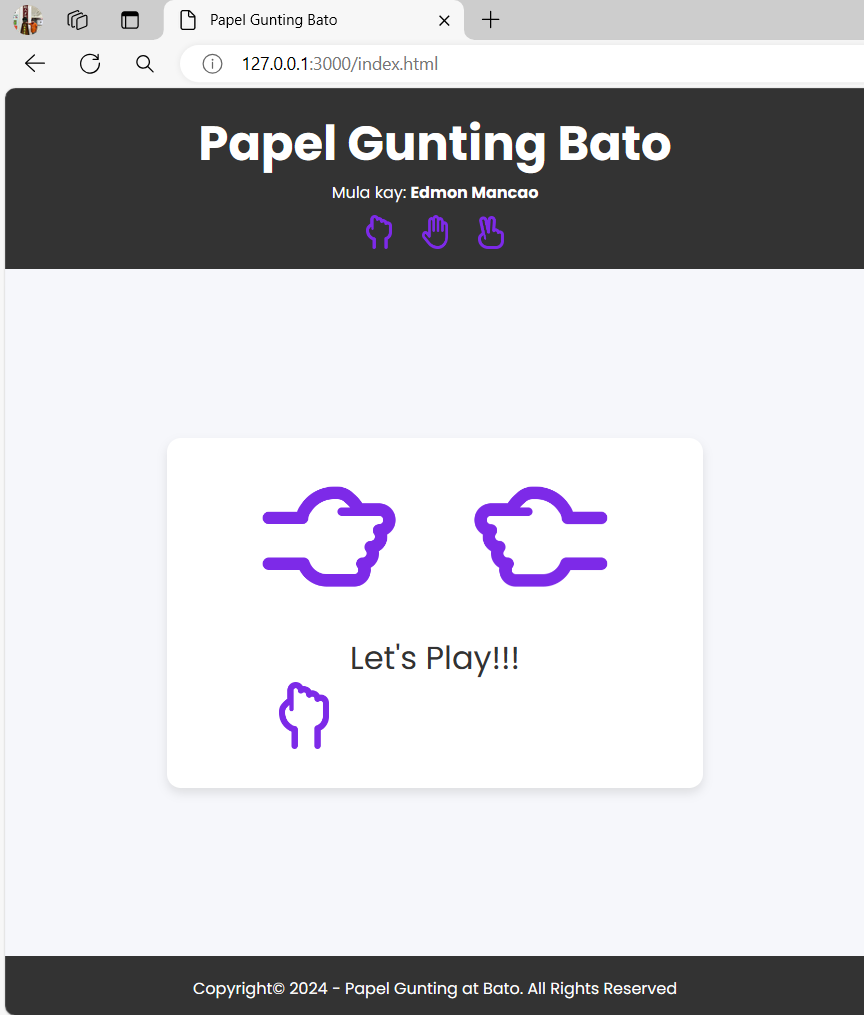 Papel Gunting Bato
127.0.0.1:3000/index.html
Papel Gunting Bato
Mula kay: Edmon Mancao
Let's Play!!!
Copyright© 2024 - Papel Gunting at Bato. All Rights Reserved